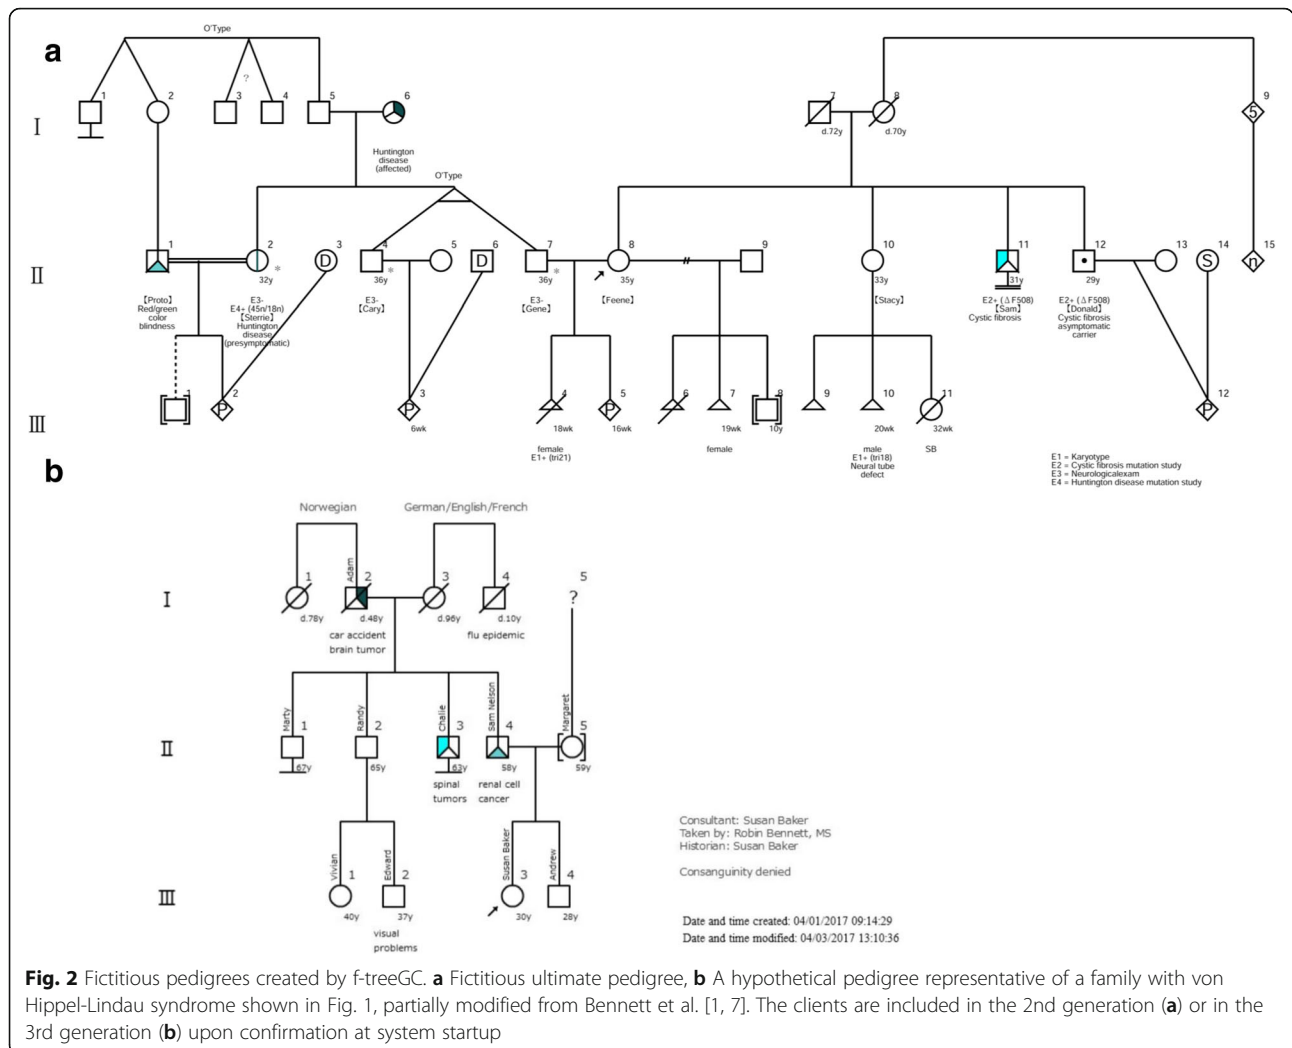 a
O'Type
1
2
3
4
5
6
7
8
9
?
5
I
d.72y
d.70y
Huntington
disease
(affected)
O'Type
1
2
3
4
5
6
7
8
9
10
11
12
13
14
15
II
D
D
S
n
*
*
*
32y
36y
36y
35y
33y
31y
29y
【Proto】
Red/green
color
blindness
E3-
E4+ (45n/18n)
【Sterrie】
Huntington
disease
(presymptomatic)
E3-
【Cary】
E3-
【Gene】
【Feene】
【Stacy】
E2+ (ΔF508)
【Sam】
Cystic fibrosis
E2+ (ΔF508)
【Donald】
Cystic fibrosis
asymptomatic
carrier
1
2
3
4
5
6
7
8
9
10
11
12
III
P
P
P
P
6wk
18wk
16wk
19wk
10y
20wk
32wk
female
E1+ (tri21)
female
male
E1+ (tri18)
Neural tube
defect
SB
E1 = Karyotype
E2 = Cystic fibrosis mutation study
E3 = Neurologicalexam
E4 = Huntington disease mutation study
b
Norwegian
German/English/French
Adam
1
2
3
4
5
I
?
d.78y
d.48y
d.96y
d.10y
car accident
brain tumor
flu epidemic
Marty
Randy
Chalie
Sam Nelson
Margaret
1
2
3
4
5
II
67y
65y
63y
58y
59y
spinal
tumors
renal cell
cancer
Vivian
Edward
Susan Baker
Andrew
1
2
3
4
III
40y
37y
30y
28y
visual
problems
Consultant: Susan Baker
Taken by: Robin Bennett, MS
Historian: Susan Baker
Consanguinity denied
Date and time created: 04/01/2017 09:14:29
Date and time modified: 04/03/2017 13:10:36
Fig. 2 Fictitious pedigrees created by f-treeGC. a Fictitious ultimate pedigree, b A hypothetical pedigree representative of a family with von
Hippel-Lindau syndrome shown in Fig. 1, partially modified from Bennett et al. [1, 7]. The clients are included in the 2nd generation (a) or in the
3rd generation (b) upon confirmation at system startup